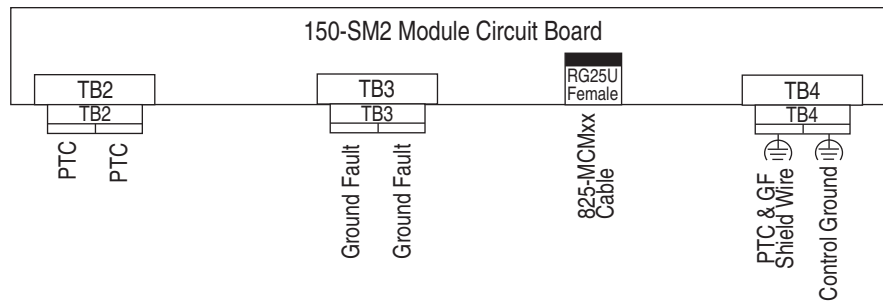 150-SM2 Module Circuit Board
TB2
TB3
RG25U
Female
TB4
TB2
TB3
TB4
PTC
PTC
Ground Fault
Ground Fault
825-MCMxx
Cable
PTC & GF
Shield Wire
Control Ground